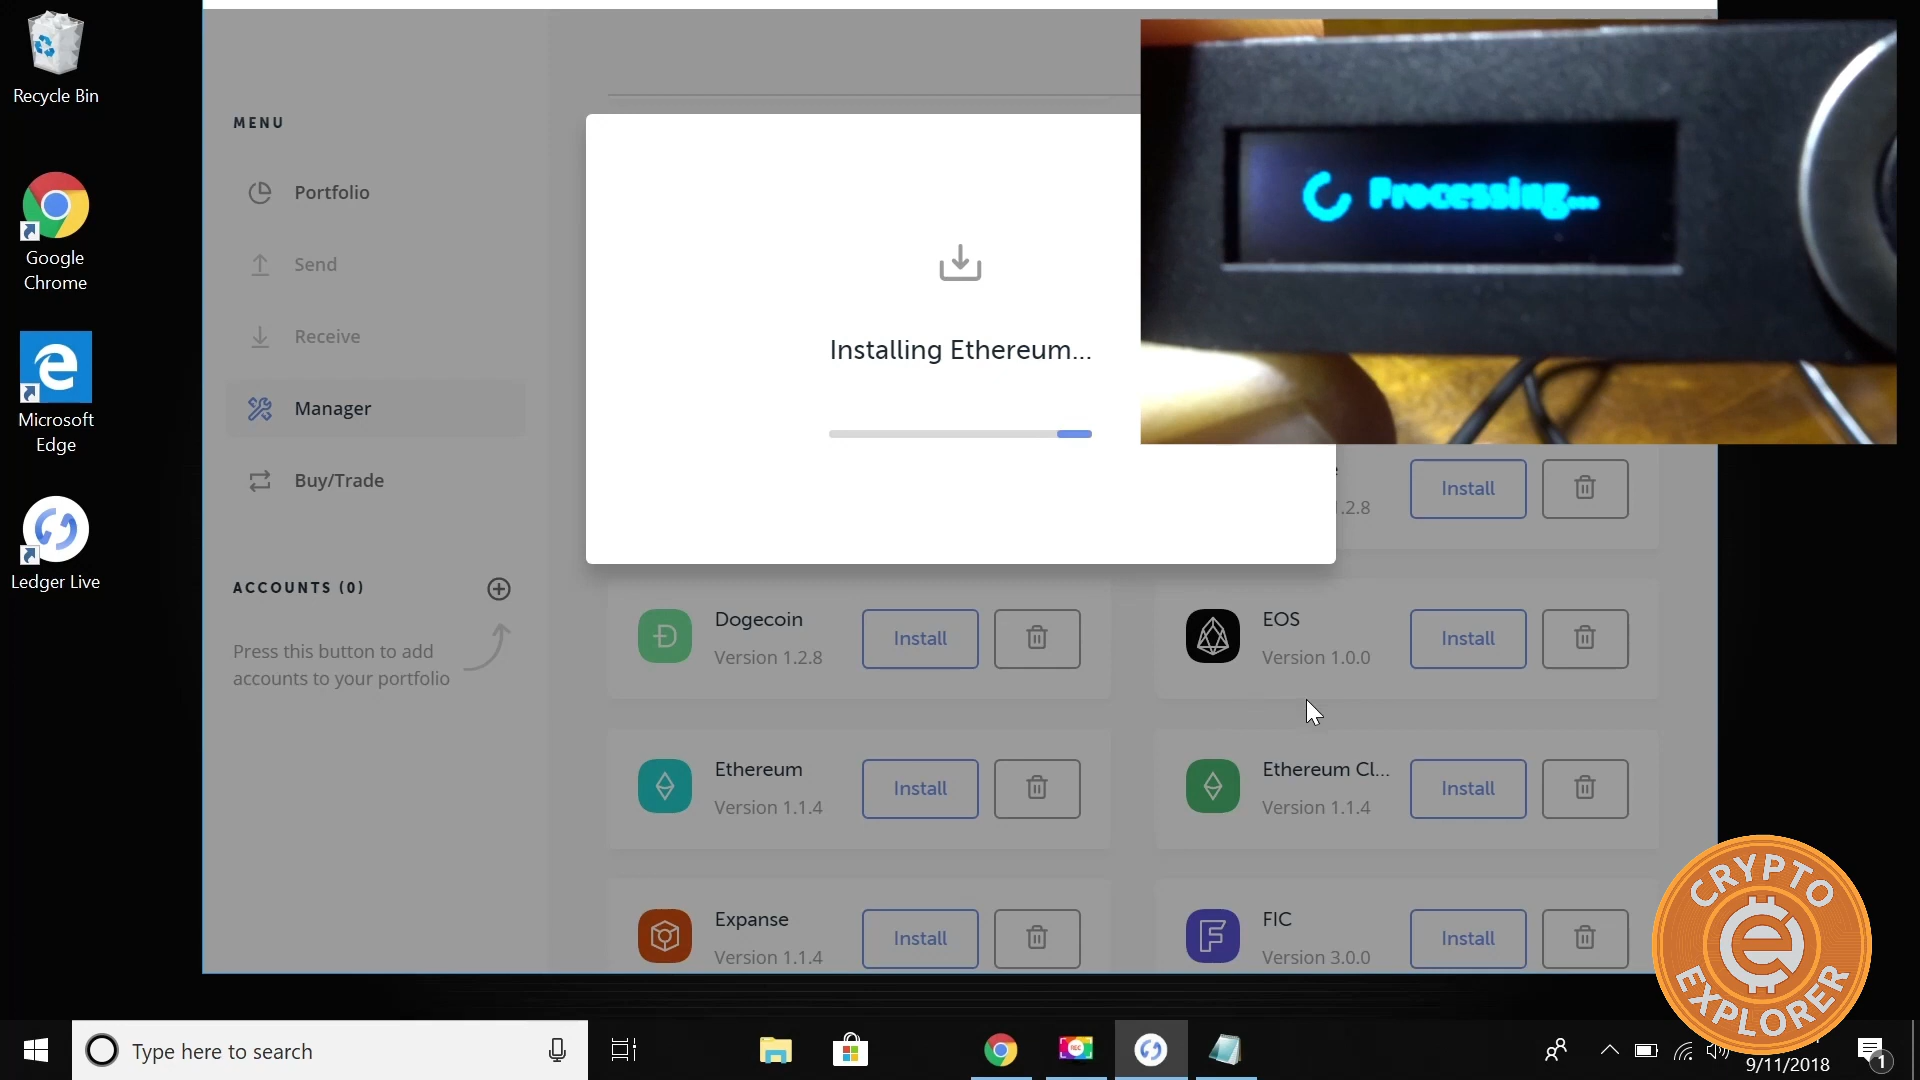 Recycle Bin
Google
Chrome
Microsoft
Edge
Ledger Live
MENU
Portfolio
Send
Receive
Manager
Buy/Trade
ACCOUNTS (0)
Press this button to add
accounts to your portfolio
Installing Ethereum...
Processing...
.2.8
Install
Dogecoin
Version 1.2.8
Install
EOS
Version 1.0.0
Install
Ethereum
Version 1.1.4
Install
Ethereum Cl...
Version 1.1.4
Install
Expanse
Version 1.1.4
Install
FIC
Version 3.0.0
Install
CRYPTO
EXPLORER
Type here to search
REC
9/11/2018
1